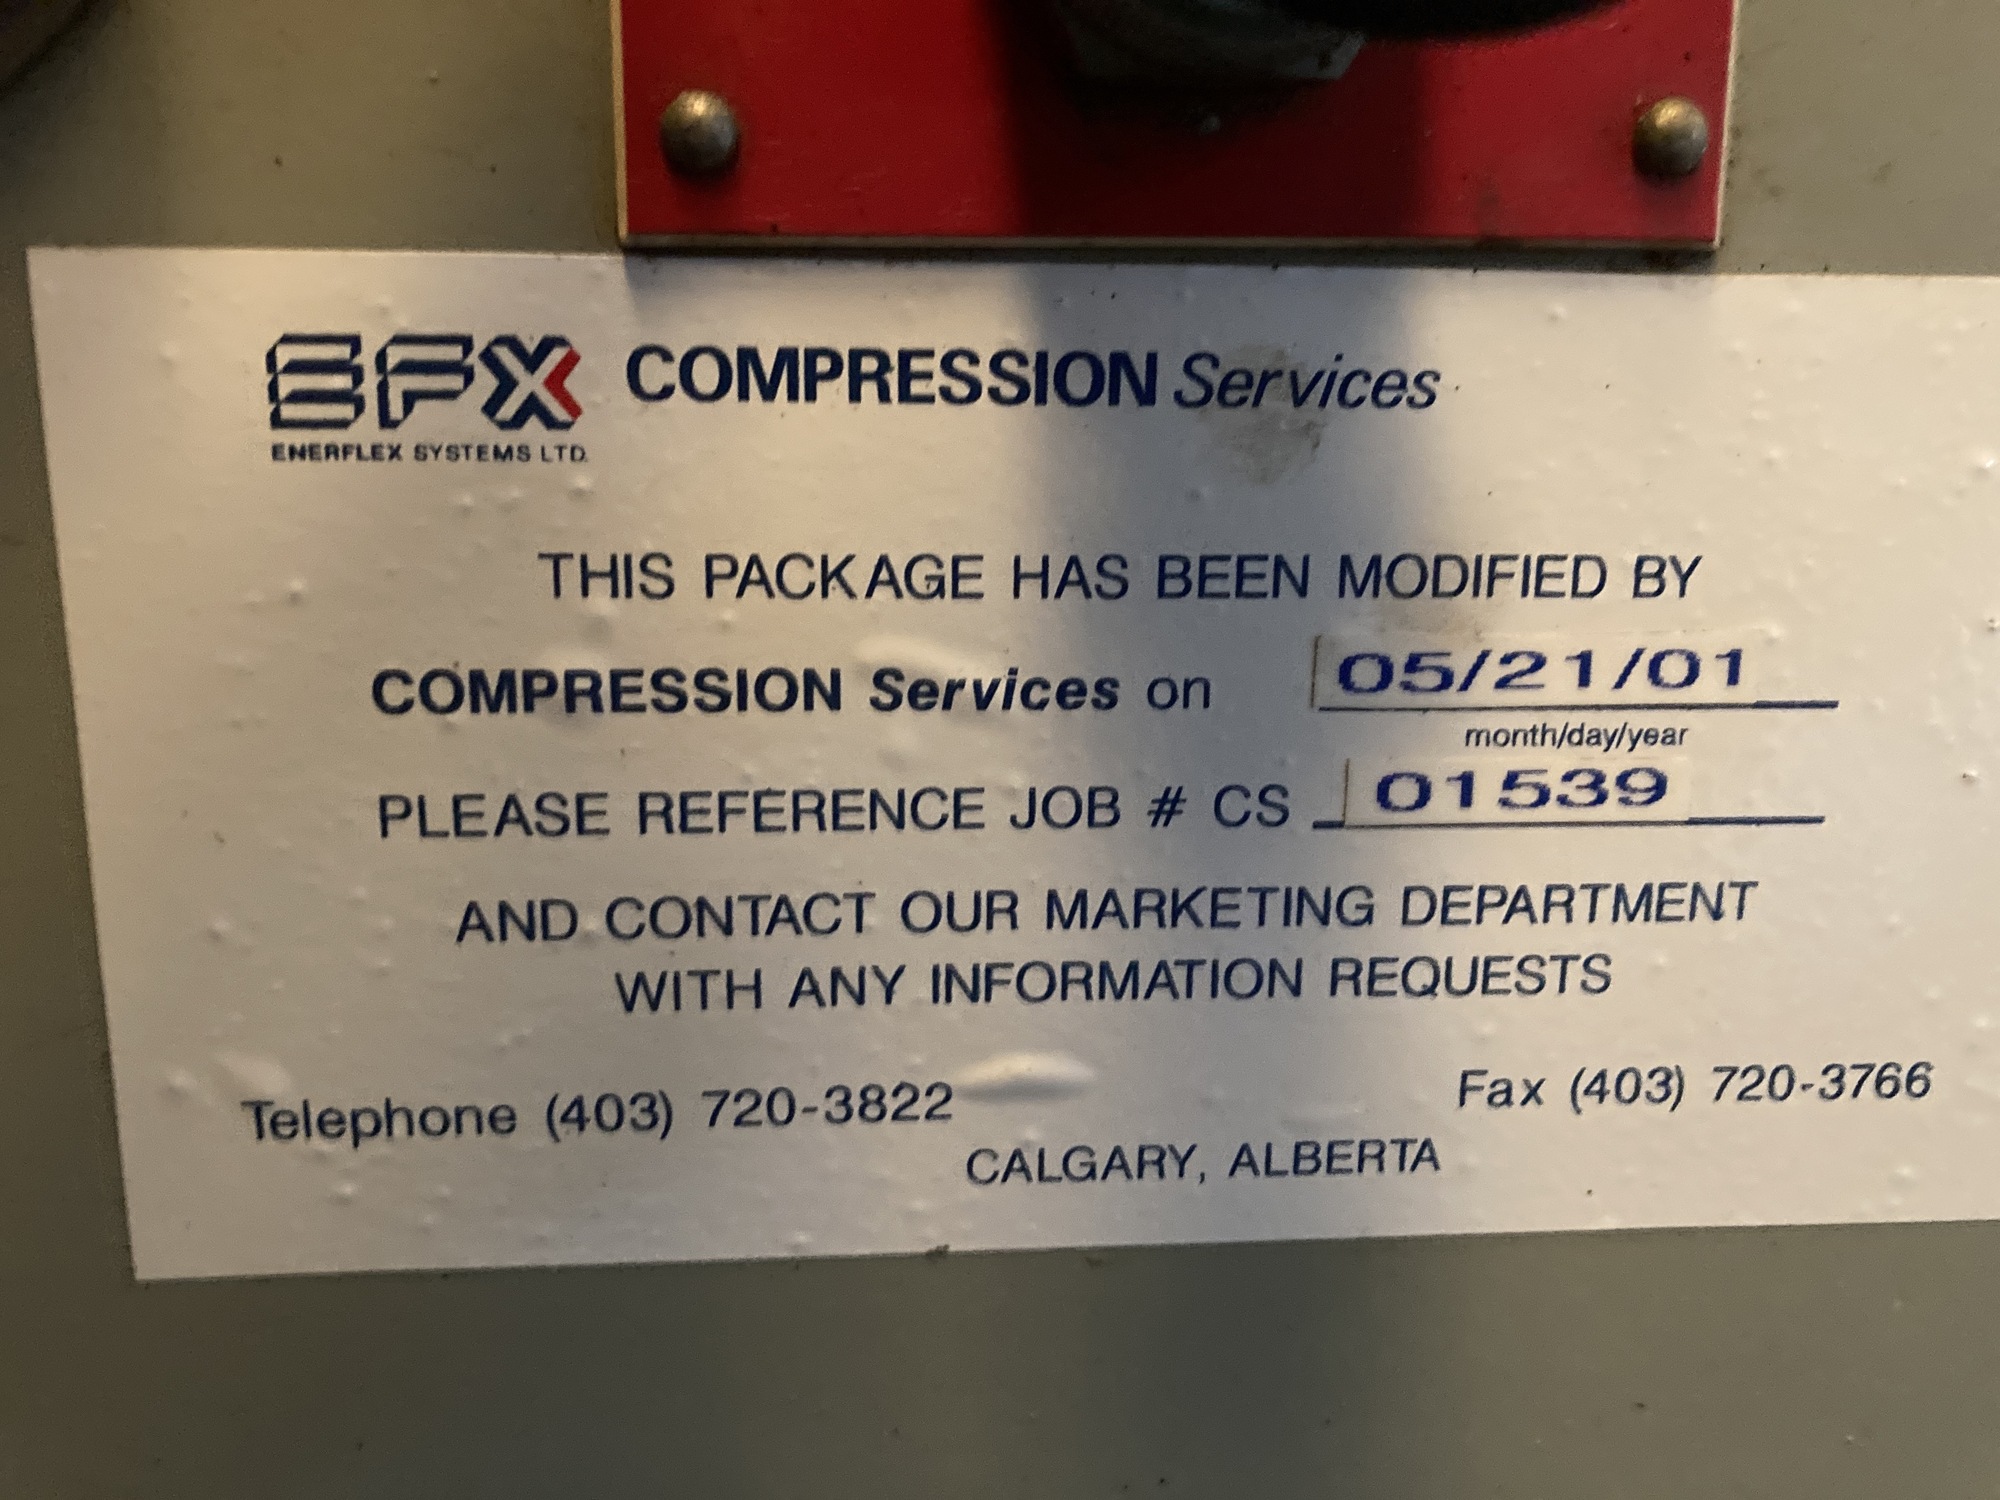 EFX COMPRESSION Services
ENERFLEX SYSTEMS LTD.
THIS PACKAGE HAS BEEN MODIFIED BY
COMPRESSION Services on 05/21/01
month/day/year
PLEASE REFERENCE JOB # CS 01539
AND CONTACT OUR MARKETING DEPARTMENT
WITH ANY INFORMATION REQUESTS
Telephone (403) 720-3822 Fax (403) 720-3766
CALGARY, ALBERTA